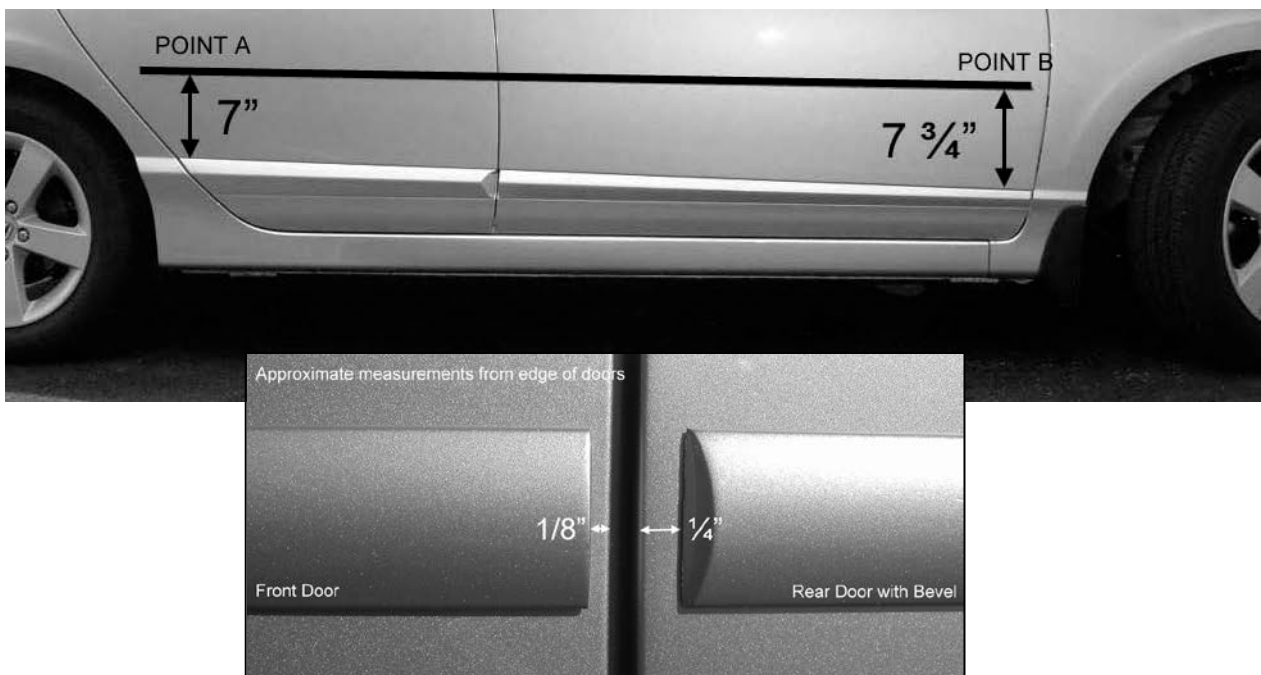 POINT A
POINT B
7”
7 ¾”
Approximate measurements from edge of doors
1/8”
¼”
Front Door
Rear Door with Bevel